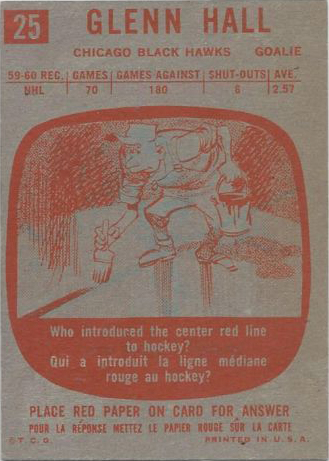 25 GLENN HALL
CHICAGO BLACK HAWKS GOALIE
59-60 REC. GAMES GAMES AGAINST SHUT-OUTS AVE.
NHL 70 180 6 2.57
Who introduced the center red line
to hockey?
Qui a introduit la ligne médiane
rouge au hockey?
PLACE RED PAPER ON CARD FOR ANSWER
POUR LA RÉPONSE METTEZ LE PAPIER ROUGE SUR LA CARTE
© T. C. G. PRINTED IN U.S.A.